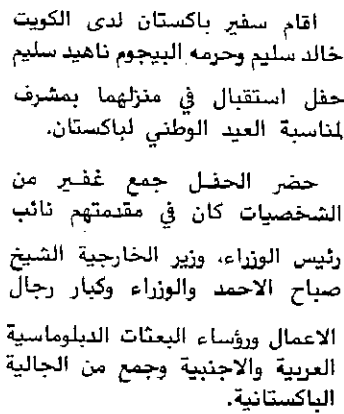 اقام سفير باكستان لدى الكويت
خالد سليم وحرمه البيجوم ناهيد سليم
حفل استقبال في منزلهما بمشرف
لمناسبة العيد الوطني لباكستان.
حضر الحفل جمع غفير من
الشخصيات كان في مقدمتهم نائب
رئيس الوزراء، وزير الخارجية الشيخ
صباح الاحمد والوزراء وكبار رجال
الاعمال ورؤساء البعثات الدبلوماسية
العربية والاجنبية وجمع من الجالية
الباكستانية.